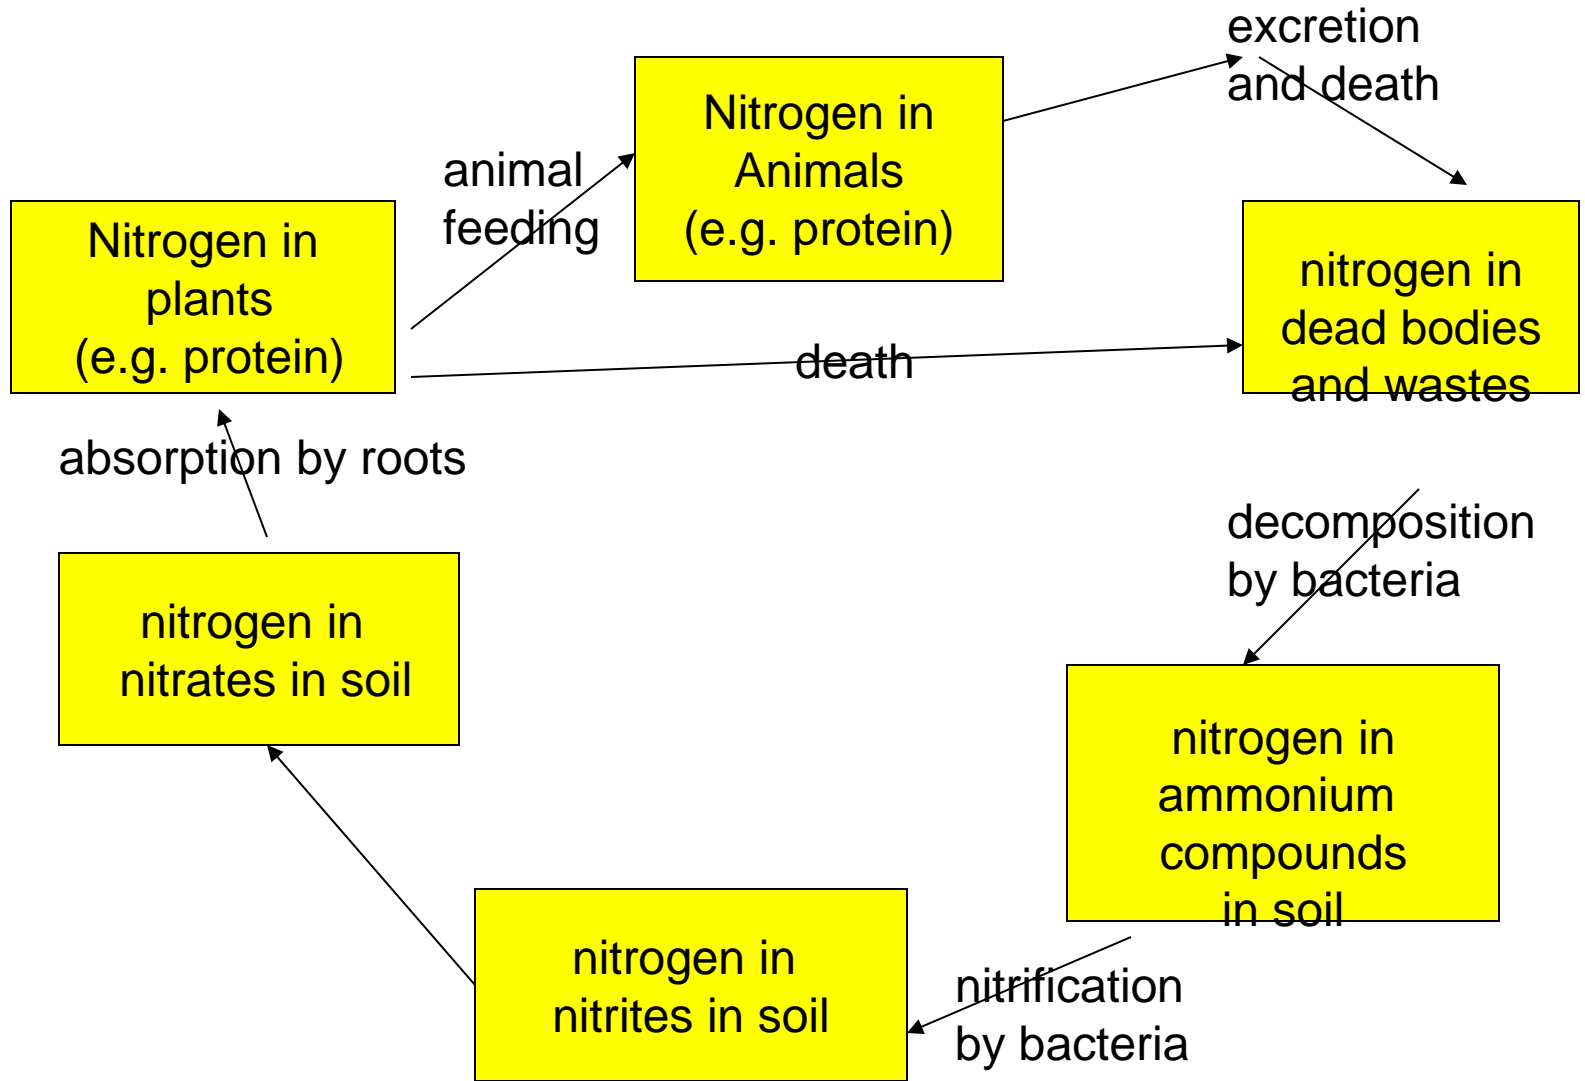 excretion
and death
Nitrogen in
Animals
(e.g. protein)
animal
feeding
Nitrogen in
plants
(e.g. protein)
nitrogen in
dead bodies
and wastes
death
absorption by roots
decomposition
by bacteria
nitrogen in
nitrates in soil
nitrogen in
ammonium
compounds
in soil
nitrogen in
nitrites in soil
nitrification
by bacteria